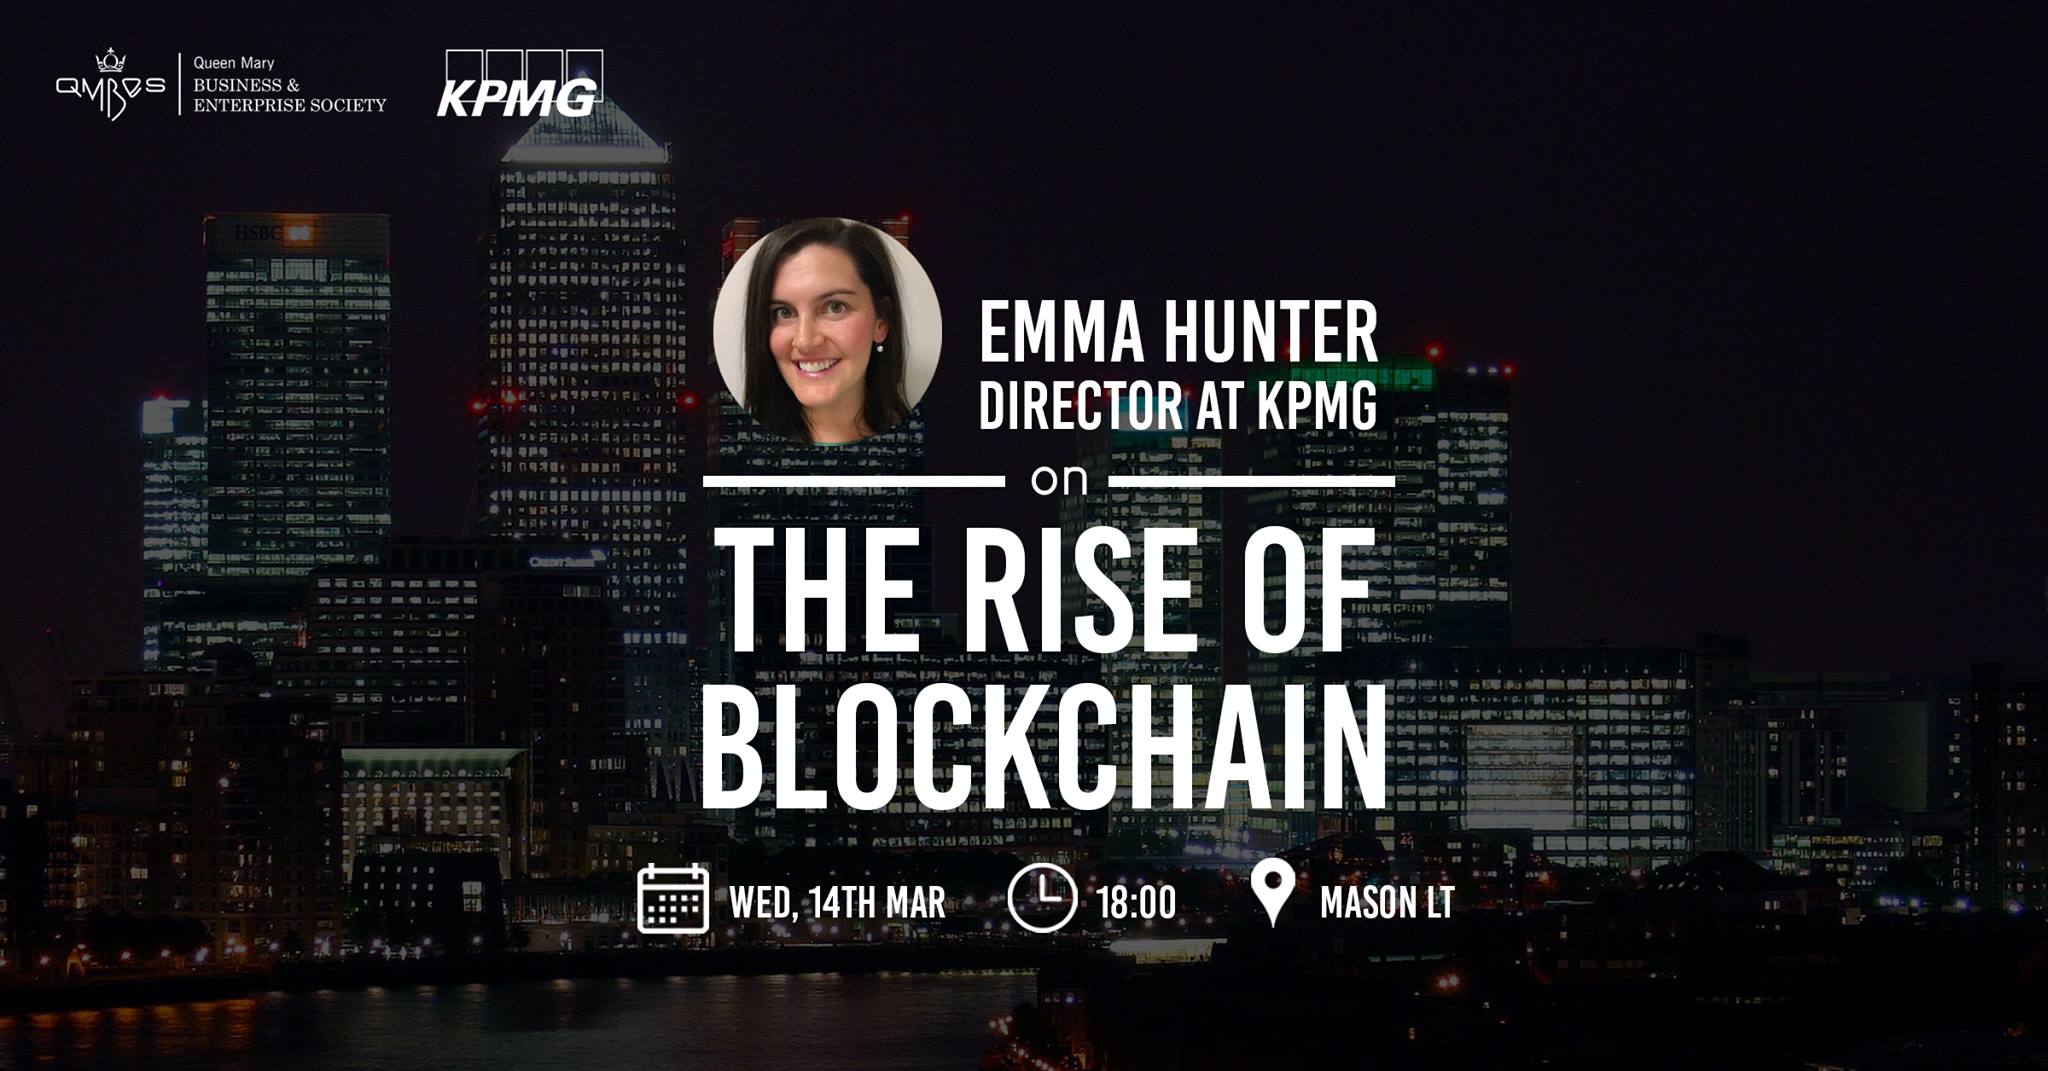 QMBES
Queen Mary
BUSINESS &
ENTERPRISE SOCIETY
KPMG
HSBC
EMMA HUNTER
DIRECTOR AT KPMG
on
THE RISE OF
BLOCKCHAIN
WED, 14TH MAR
18:00
MASON LT